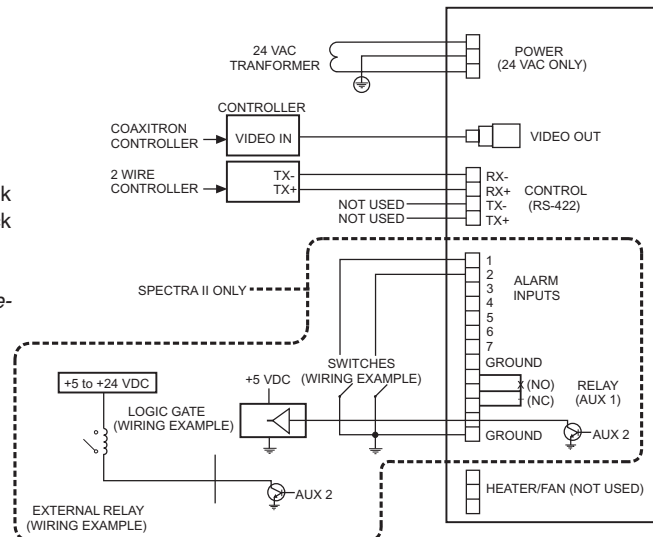 24 VAC
TRANFORMER
POWER
(24 VAC ONLY)
CONTROLLER
COAXITRON
CONTROLLER
VIDEO IN
VIDEO OUT
2 WIRE
CONTROLLER
TX-
TX+
NOT USED
NOT USED
RX-
RX+
TX-
TX+
CONTROL
(RS-422)
k
k
e-
SPECTRA II ONLY
1
2
3
4
5
6
7
GROUND
ALARM
INPUTS
SWITCHES
(WIRING EXAMPLE)
(NO)
(NC)
RELAY
(AUX 1)
GROUND
AUX 2
+5 to +24 VDC
+5 VDC
LOGIC GATE
(WIRING EXAMPLE)
AUX 2
EXTERNAL RELAY
(WIRING EXAMPLE)
HEATER/FAN (NOT USED)